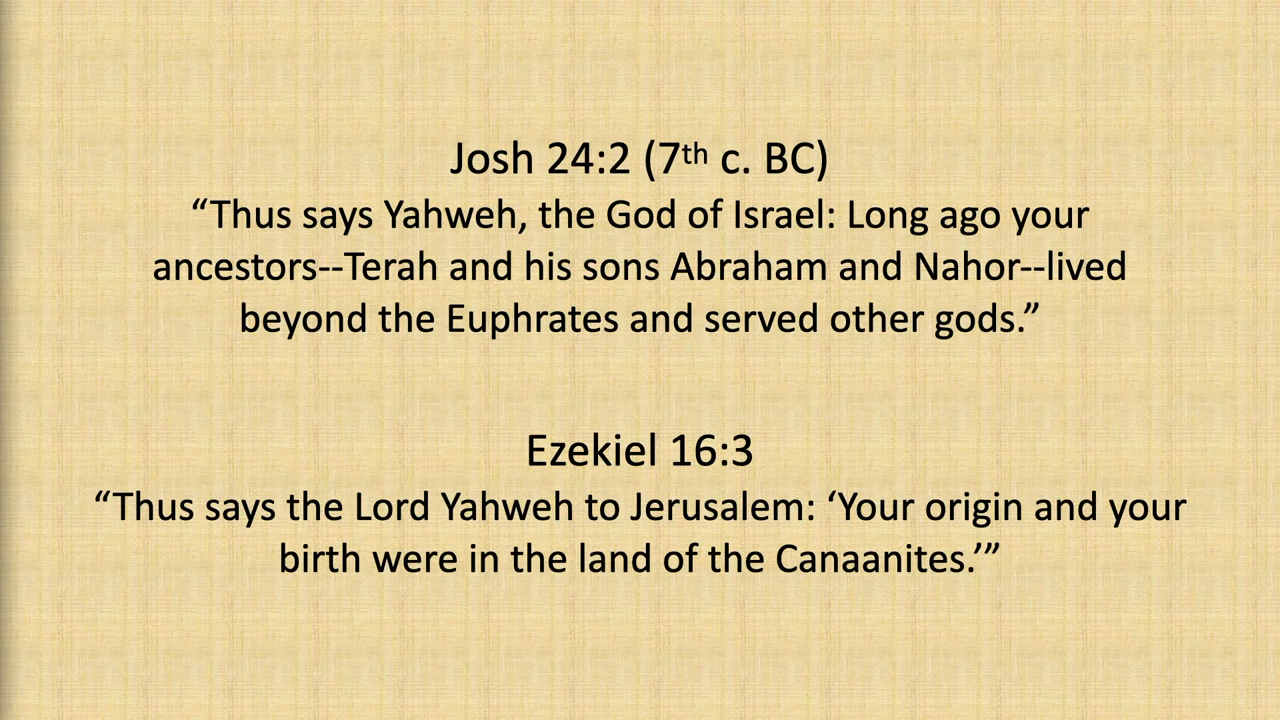 Josh 24:2 (7th c. BC)
“Thus says Yahweh, the God of Israel: Long ago your
ancestors--Terah and his sons Abraham and Nahor--lived
beyond the Euphrates and served other gods.”
Ezekiel 16:3
“Thus says the Lord Yahweh to Jerusalem: ‘Your origin and your
birth were in the land of the Canaanites.’”